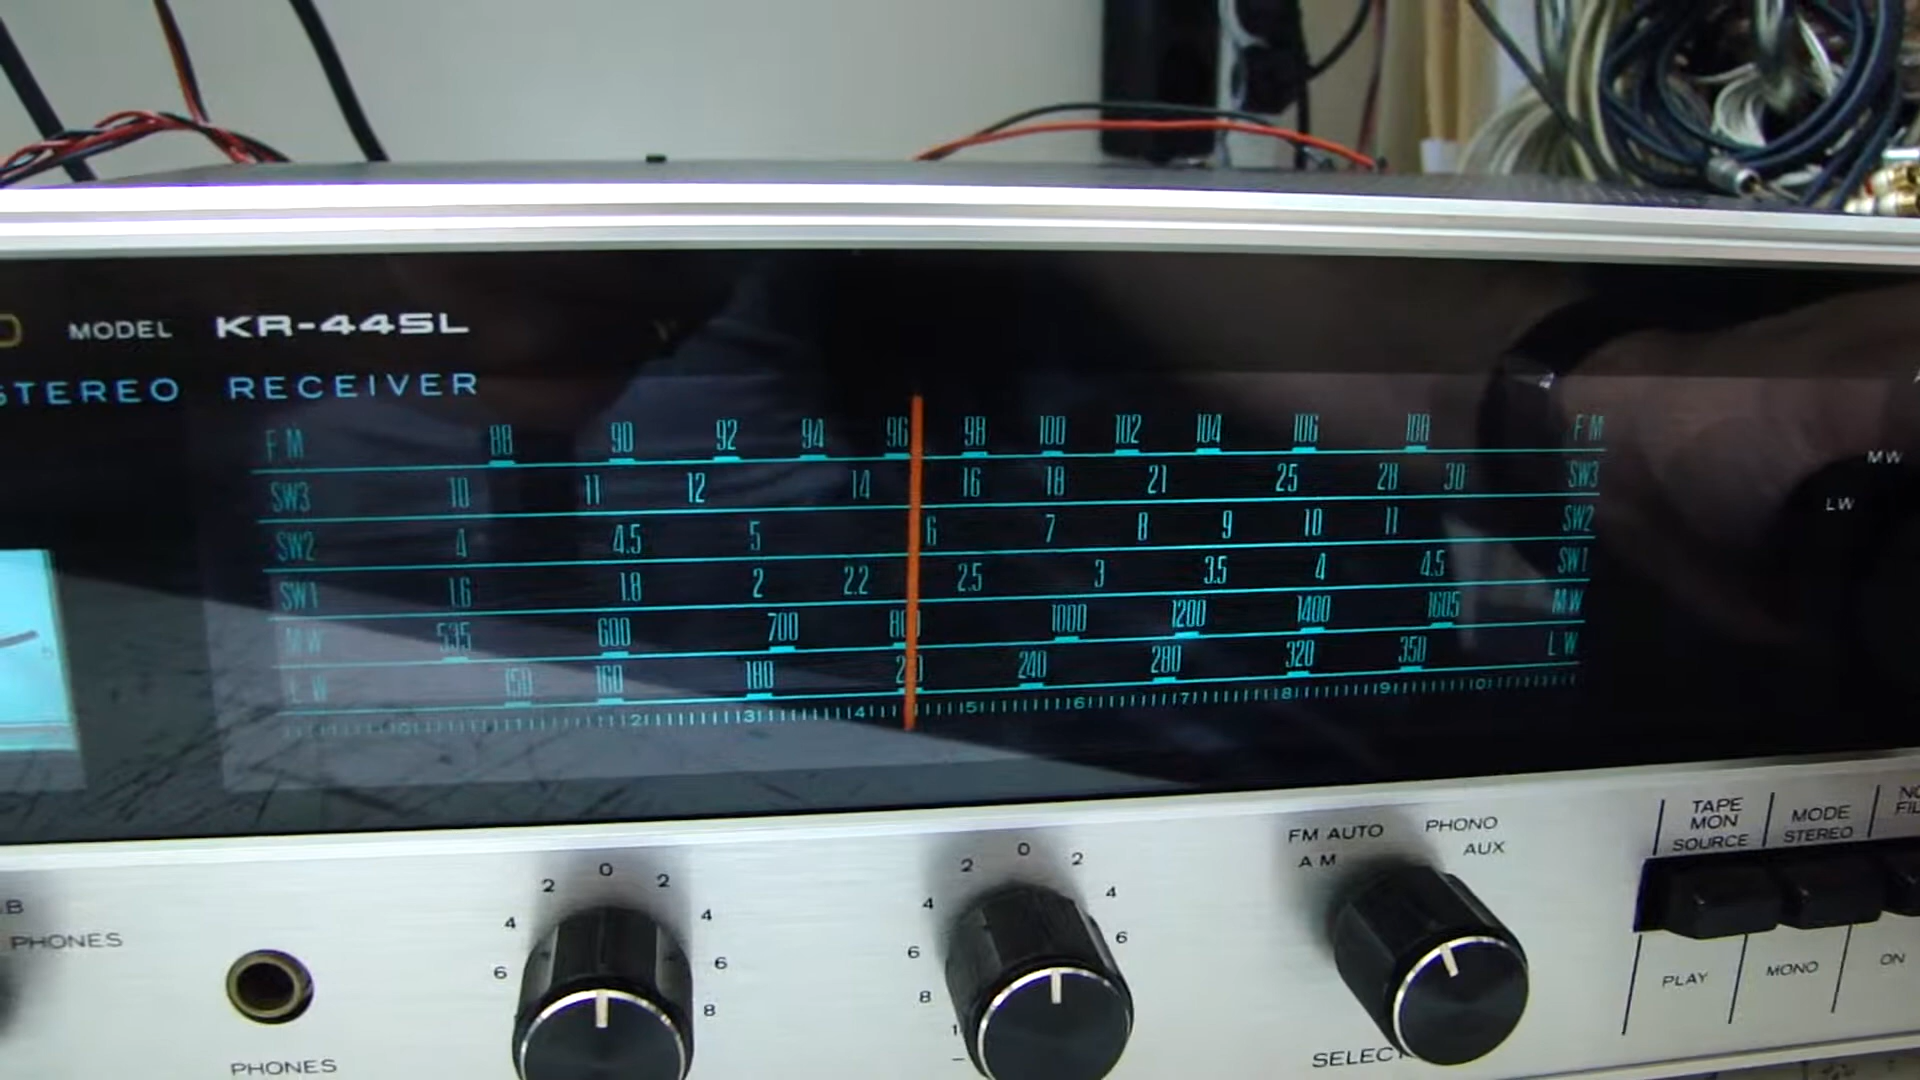 MODEL KR-44SL
STEREO RECEIVER
FM 88 90 92 94 96 98 100 102 104 106 108 FM
SW3 10 11 12 14 16 18 21 25 28 30 SW3
SW2 4 4.5 5 6 7 8 9 10 11 SW2
SW1 1.6 1.8 2 2.2 2.5 3 3.5 4 4.5 SW1
MW 535 600 700 1000 1200 1400 1605 MW
LW 150 160 180 240 280 320 350 LW
0 1 2 3 4 5 6 7 8 9 10
MW
LW
PHONES
PHONES
6 4 2 0 2 4 6 8
8 6 4 2 0 2 4 6
FM AUTO
AM
PHONO
AUX
TAPE
MON
SOURCE
MODE
STEREO
PLAY
MONO
ON